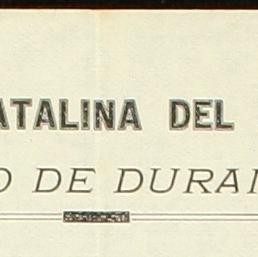 ATALINA DEL
O DE DURAN